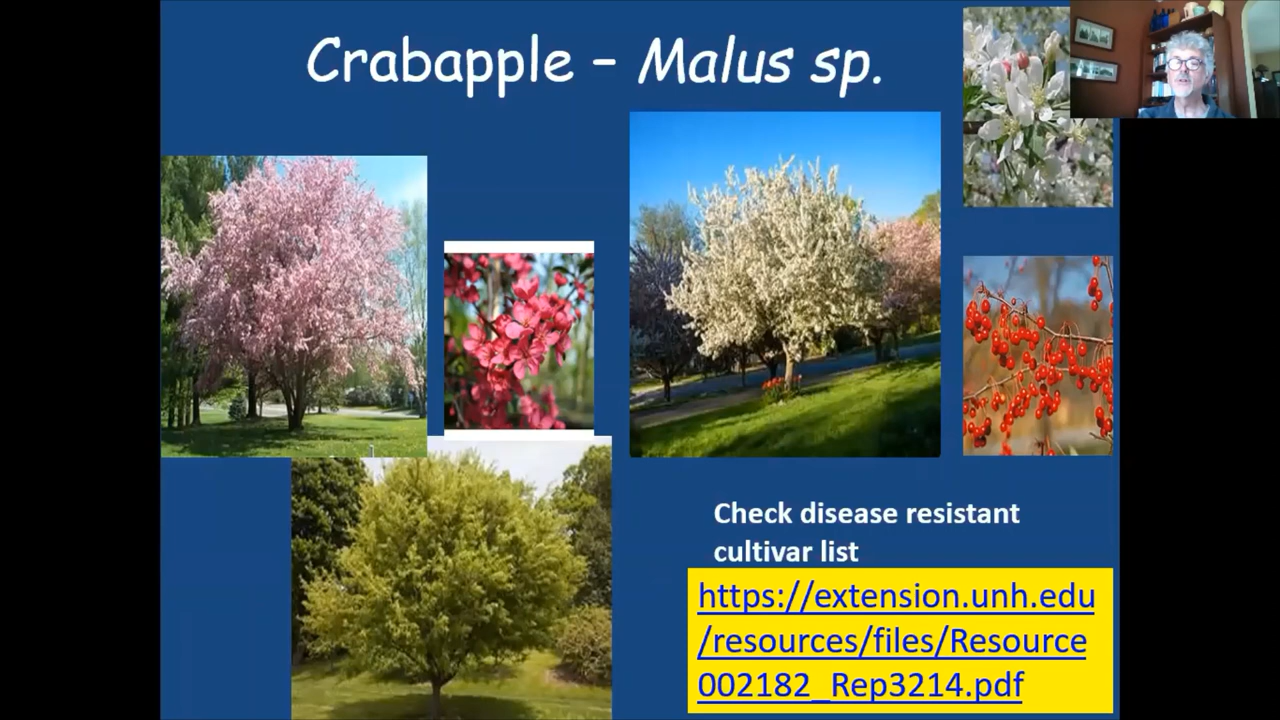 Crabapple – Malus sp.
Check disease resistant
cultivar list
https://extension.unh.edu
/resources/files/Resource
002182_Rep3214.pdf